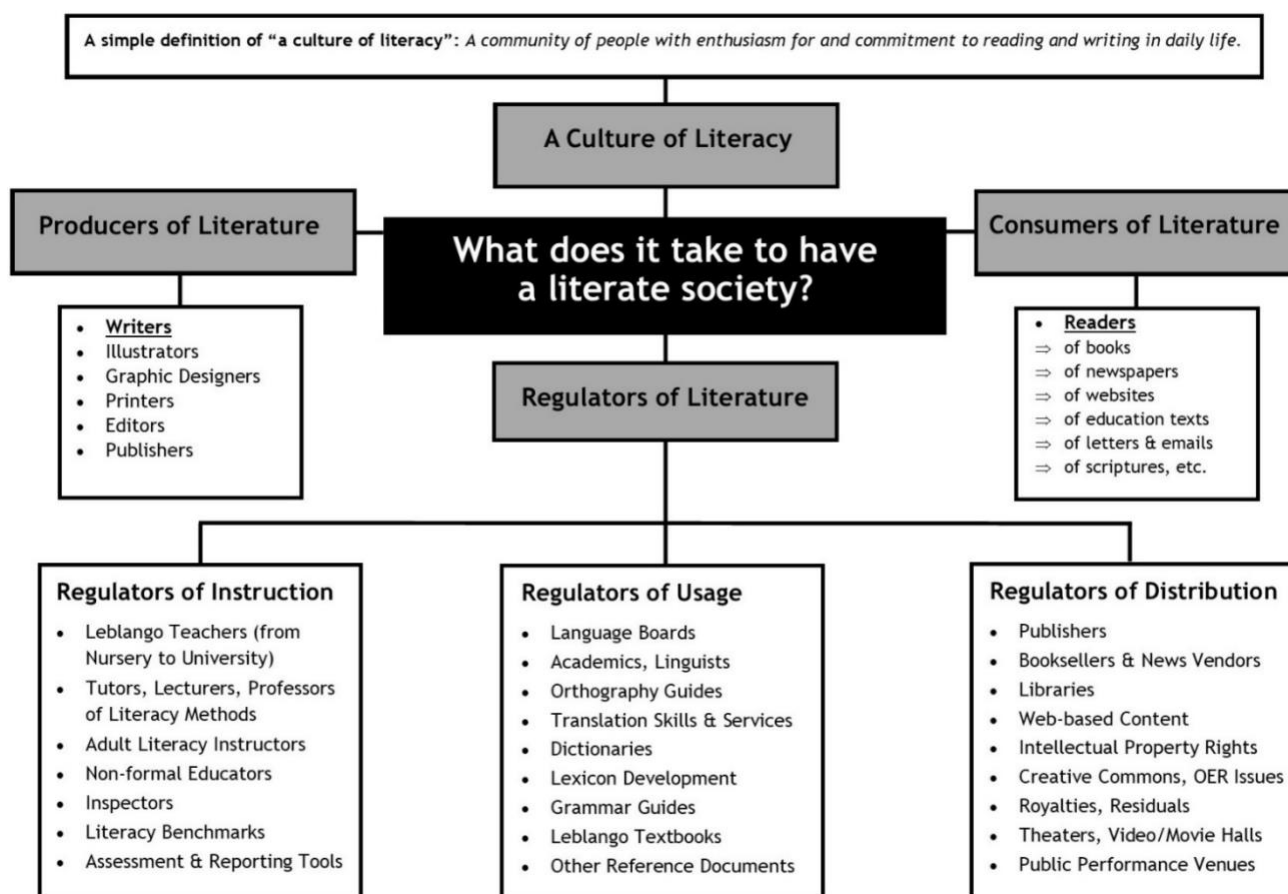 A simple definition of “a culture of literacy”: A community of people with enthusiasm for and commitment to reading and writing in daily life.
A Culture of Literacy
Producers of Literature
What does it take to have
a literate society?
Consumers of Literature
• Writers
• Illustrators
• Graphic Designers
• Printers
• Editors
• Publishers
• Readers
⇒ of books
⇒ of newspapers
⇒ of websites
⇒ of education texts
⇒ of letters & emails
⇒ of scriptures, etc.
Regulators of Literature
Regulators of Instruction
• Leblango Teachers (from
Nursery to University)
• Tutors, Lecturers, Professors
of Literacy Methods
• Adult Literacy Instructors
• Non-formal Educators
• Inspectors
• Literacy Benchmarks
• Assessment & Reporting Tools
Regulators of Usage
• Language Boards
• Academics, Linguists
• Orthography Guides
• Translation Skills & Services
• Dictionaries
• Lexicon Development
• Grammar Guides
• Leblango Textbooks
• Other Reference Documents
Regulators of Distribution
• Publishers
• Booksellers & News Vendors
• Libraries
• Web-based Content
• Intellectual Property Rights
• Creative Commons, OER Issues
• Royalties, Residuals
• Theaters, Video/Movie Halls
• Public Performance Venues